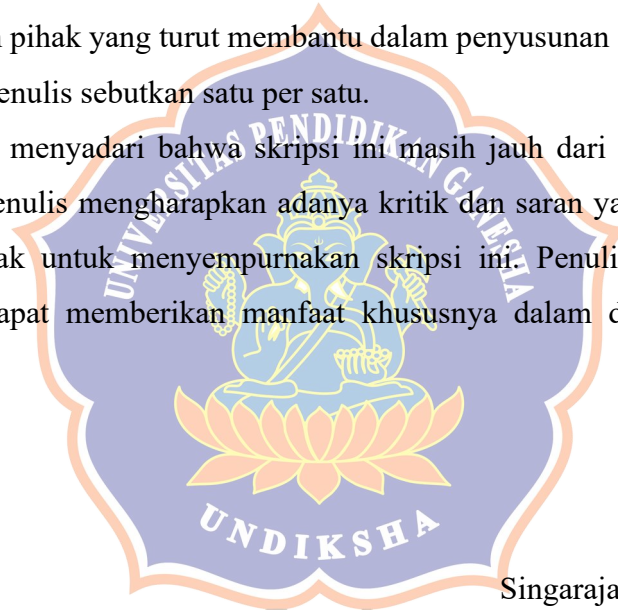 pihak yang turut membantu dalam penyusunan
enulis sebutkan satu per satu.
menyadari bahwa skripsi ini masih jauh dari
enulis mengharapkan adanya kritik dan saran ya
ak untuk menyempurnakan skripsi ini. Penuli
apat memberikan manfaat khususnya dalam d
UNIVERSITAS PENDIDIKAN GANESHA
UNDIKSHA
Singaraja